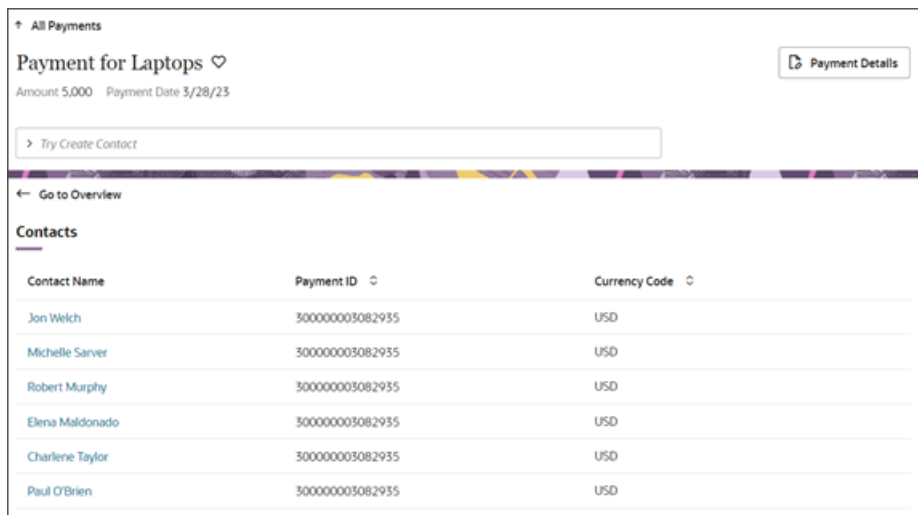 All Payments
Payment for Laptops
Payment Details
Amount 5,000 Payment Date 3/28/23
Try Create Contact
Go to Overview
Contacts
Contact Name Payment ID Currency Code
Jon Welch 300000003082935 USD
Michelle Sarver 300000003082935 USD
Robert Murphy 300000003082935 USD
Elena Maldonado 300000003082935 USD
Charlene Taylor 300000003082935 USD
Paul O'Brien 300000003082935 USD